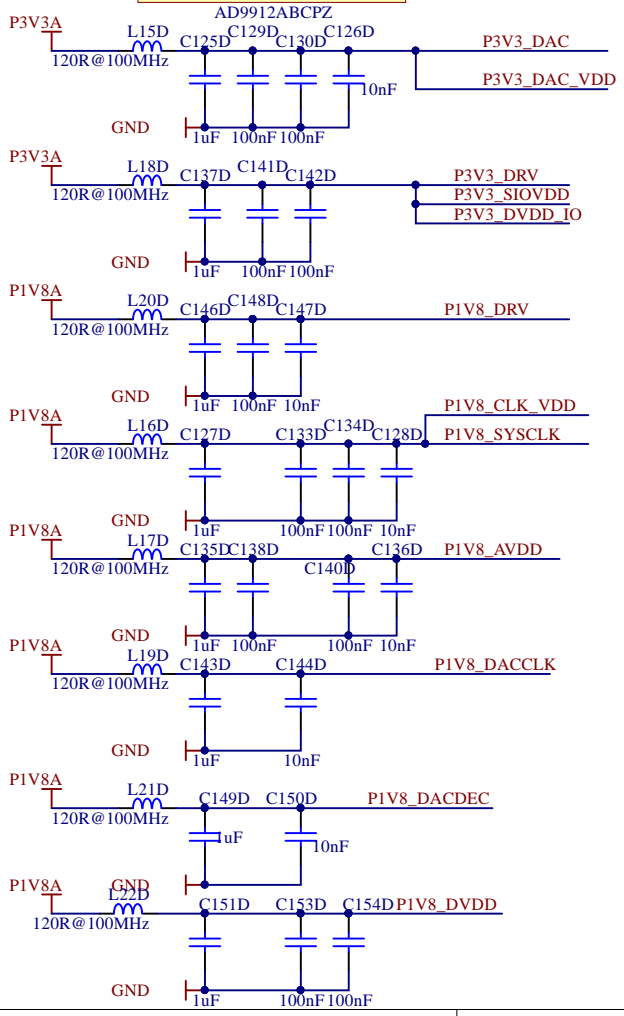 AD9912ABCPZ
P3V3A L15D C125D C129D C130D C126D P3V3_DAC
120R@100MHz P3V3_DAC_VDD
10nF
GND 1uF 100nF 100nF
P3V3A L18D C137D C141D C142D P3V3_DRV
120R@100MHz P3V3_SIOVDD
P3V3_DVDD_IO
GND 1uF 100nF 100nF
P1V8A L20D C146D C148D C147D P1V8_DRV
120R@100MHz
GND 1uF 100nF 10nF
P1V8_CLK_VDD
P1V8A L16D C127D C133D C134D C128D P1V8_SYSCLK
120R@100MHz
GND 1uF 100nF 100nF 10nF
P1V8A L17D C135D C138D C140D C136D P1V8_AVDD
120R@100MHz
GND 1uF 100nF 100nF 10nF
P1V8A L19D C143D C144D P1V8_DACCLK
120R@100MHz
GND 1uF 10nF
P1V8A L21D C149D C150D P1V8_DACDEC
120R@100MHz 1uF 10nF
GND
P1V8A L22D C151D C153D C154D P1V8_DVDD
120R@100MHz
GND 1uF 100nF 100nF